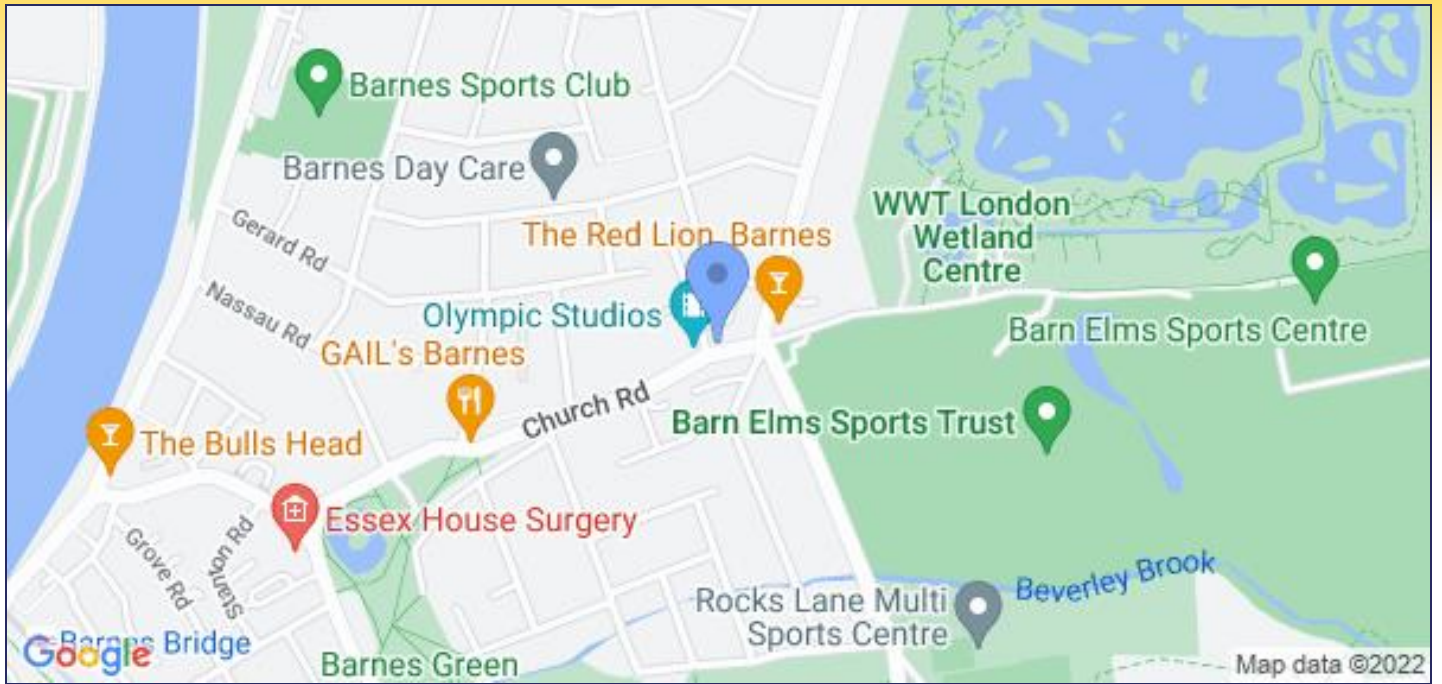 Barnes Sports Club
Barnes Day Care
WWT London
Wetland
Centre
Gerard Rd
The Red Lion, Barnes
Nassau Rd
Olympic Studios
Barn Elms Sports Centre
GAIL's Barnes
Church Rd
Barn Elms Sports Trust
The Bulls Head
Essex House Surgery
Grove Rd
Stanton Rd
Beverley Brook
Rocks Lane Multi
Sports Centre
Barnes Bridge
Google
Barnes Green
Map data ©2022